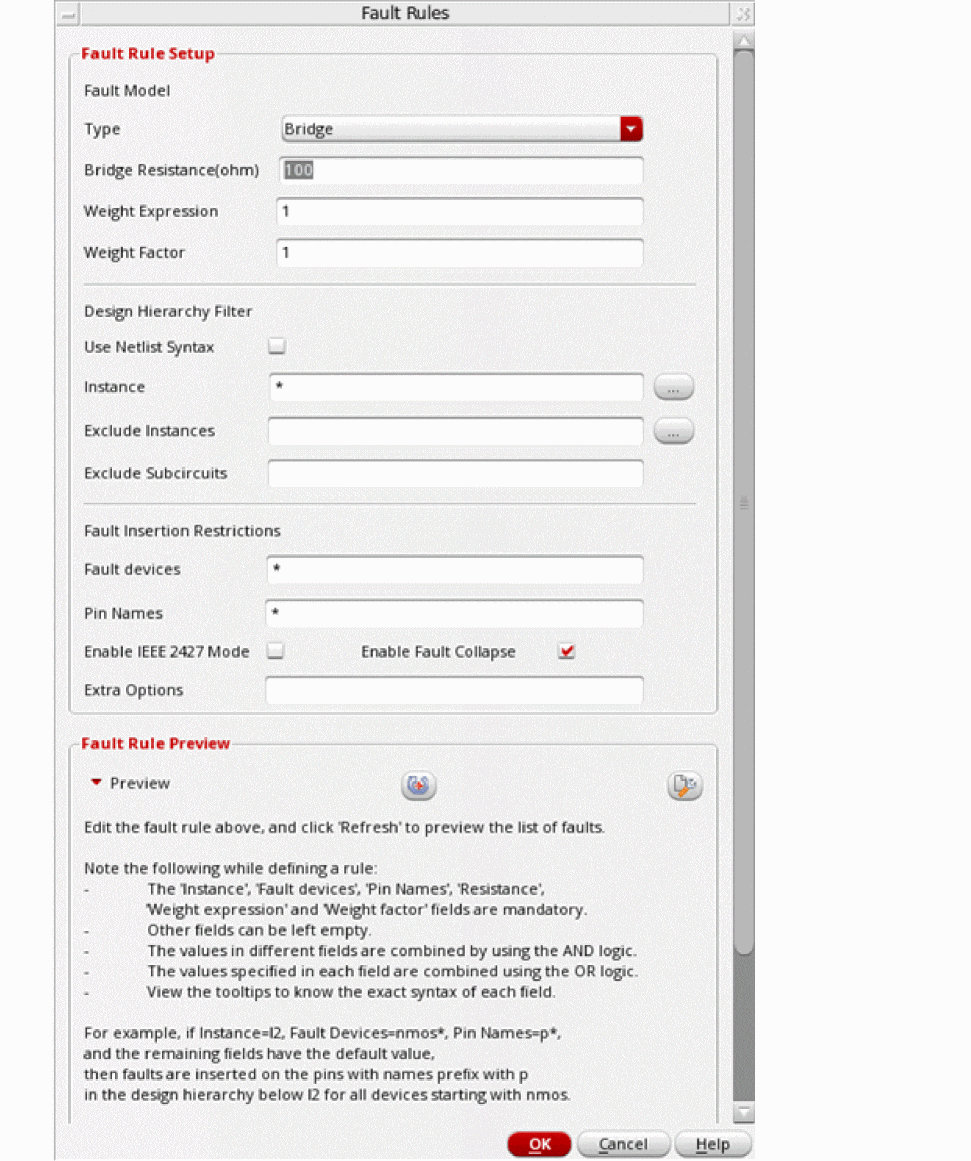 Fault Rules
Fault Rule Setup
Fault Model
Type Bridge
Bridge Resistance(ohm) 100
Weight Expression 1
Weight Factor 1
Design Hierarchy Filter
Use Netlist Syntax
Instance * ...
Exclude Instances ...
Exclude Subcircuits
Fault Insertion Restrictions
Fault devices *
Pin Names *
Enable IEEE 2427 Mode Enable Fault Collapse
Extra Options
Fault Rule Preview
Preview
Edit the fault rule above, and click 'Refresh' to preview the list of faults.
Note the following while defining a rule:
- The 'Instance', 'Fault devices', 'Pin Names', 'Resistance',
'Weight expression' and 'Weight factor' fields are mandatory.
- Other fields can be left empty.
- The values in different fields are combined by using the AND logic.
- The values specified in each field are combined using the OR logic.
- View the tooltips to know the exact syntax of each field.
For example, if Instance=I2, Fault Devices=nmos*, Pin Names=p*,
and the remaining fields have the default value,
then faults are inserted on the pins with names prefix with p
in the design hierarchy below I2 for all devices starting with nmos.
OK Cancel Help